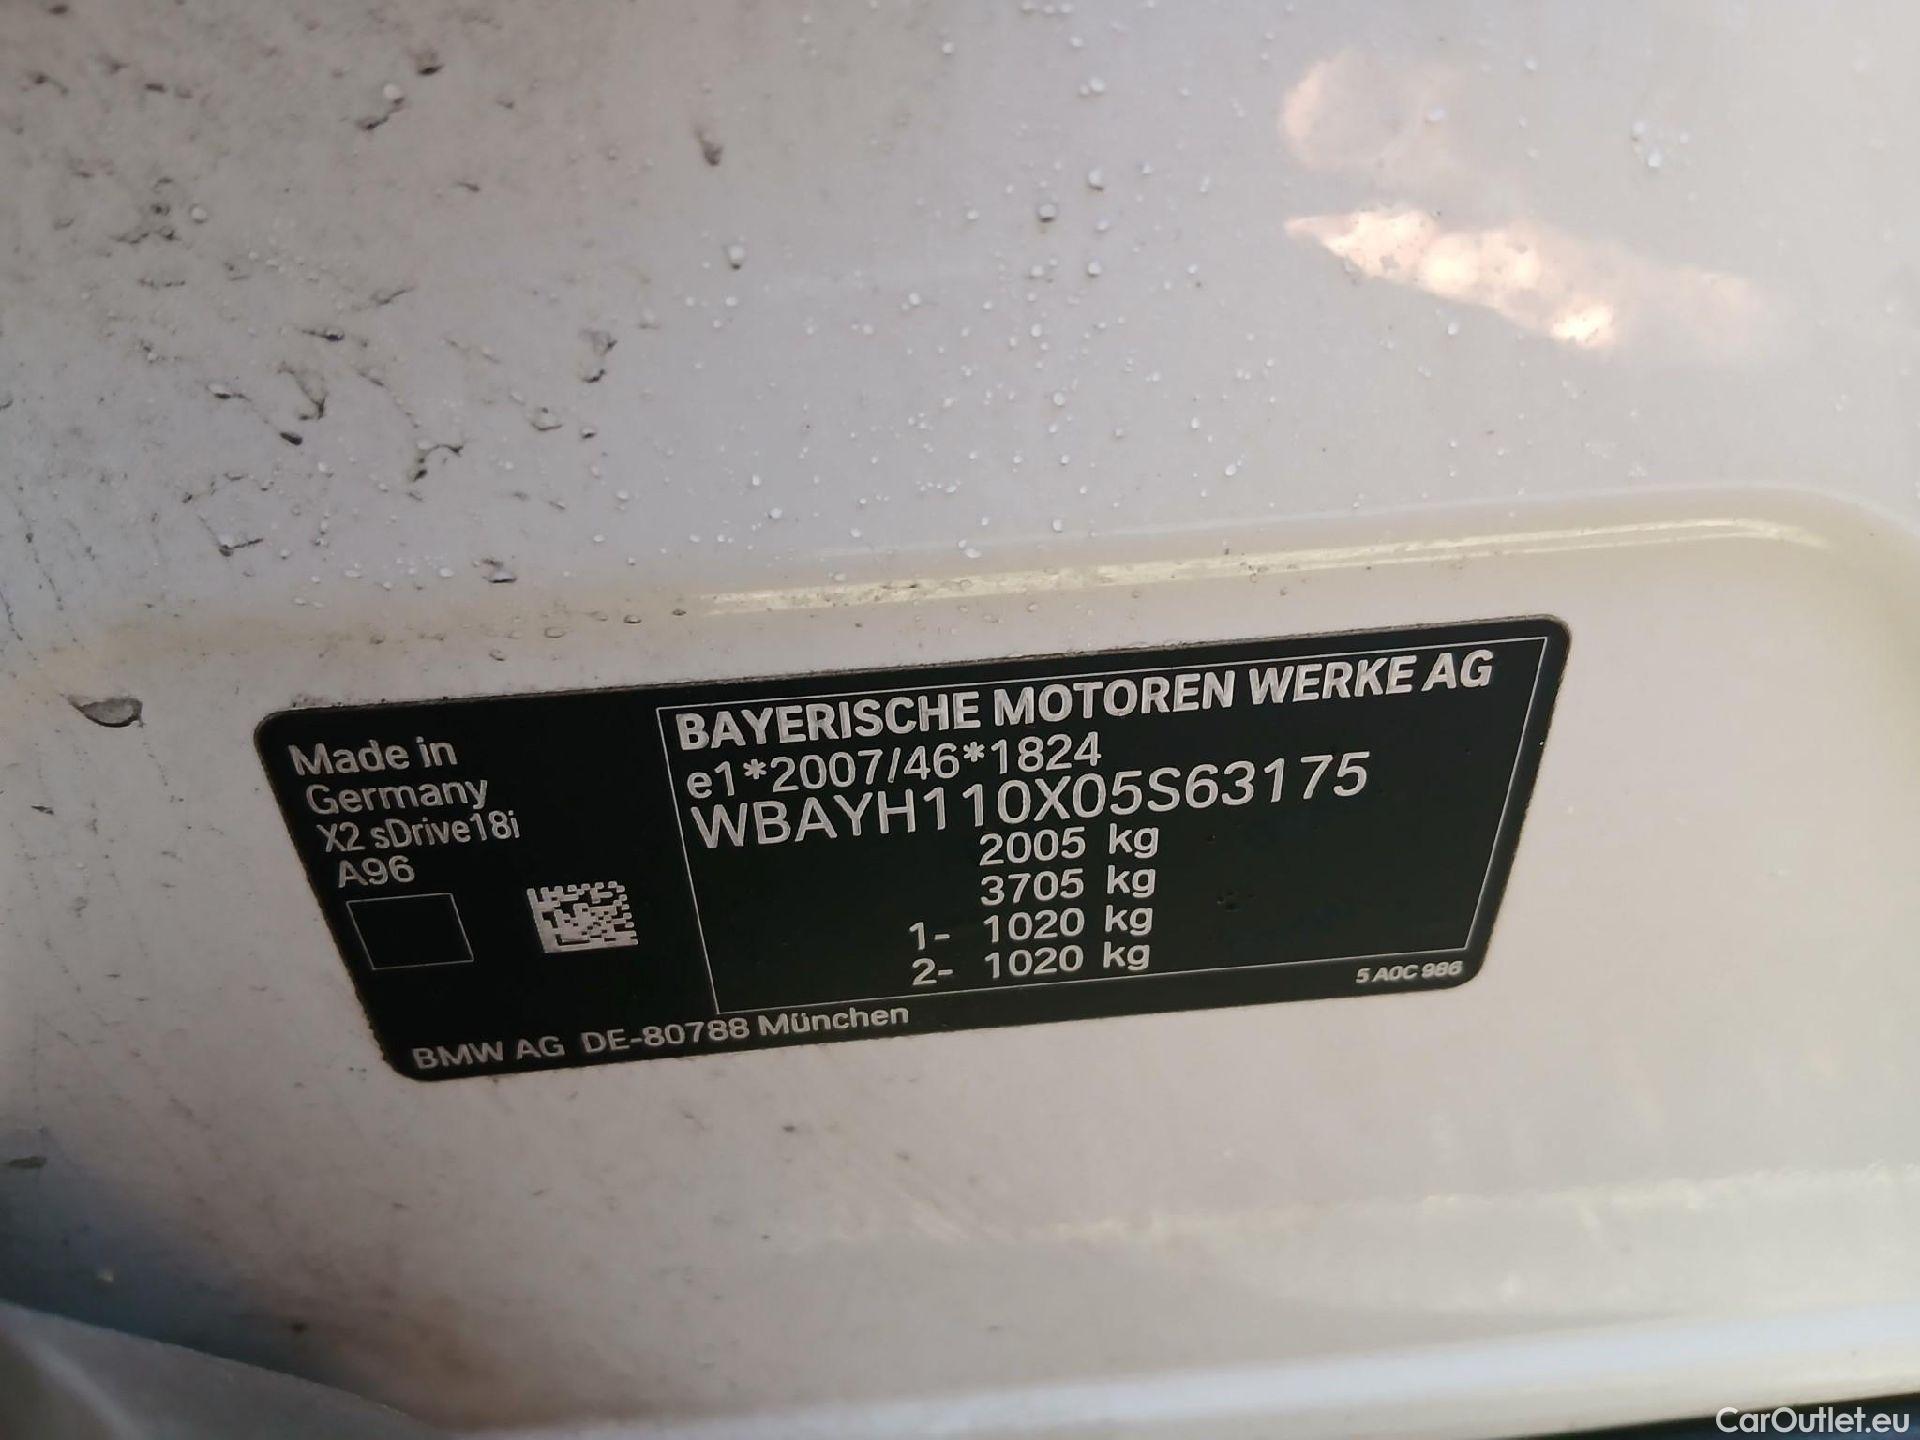 Made in
Germany
X2 sDrive18i
A96
BAYERISCHE MOTOREN WERKE AG
e1*2007/46*1824
WBAYH110X05S63175
2005 kg
3705 kg
1- 1020 kg
2- 1020 kg
5 A0C 986
BMW AG DE-80788 München
CarOutlet.eu